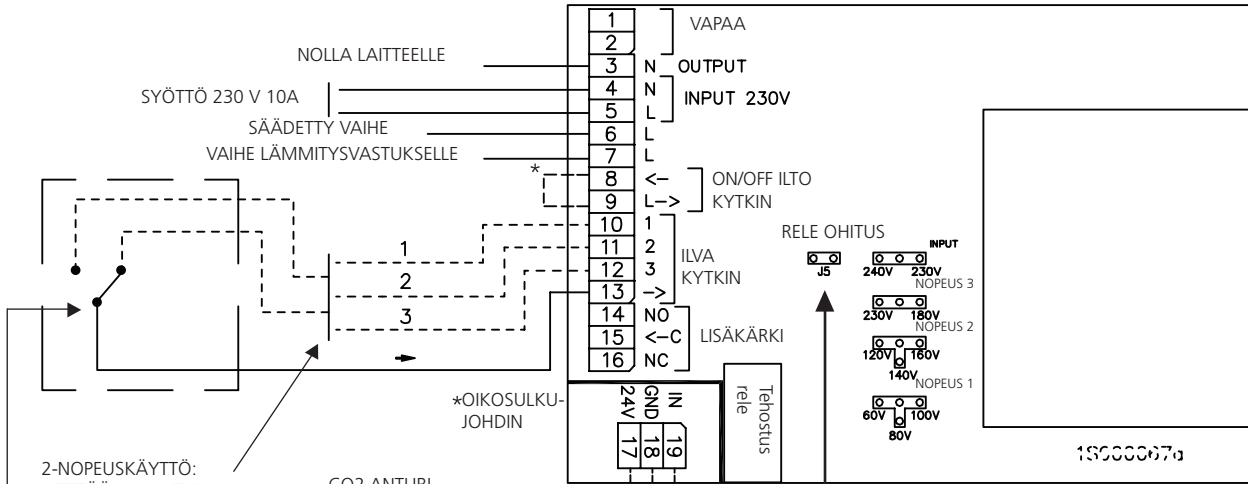 1
VAPAA
2
NOLLA LAITTEELLE
3 N OUTPUT
SYÖTTÖ 230 V 10A
4 N
INPUT 230V
5 L
SÄÄDETTY VAIHE
6 L
VAIHE LÄMMITYSVASTUKSELLE
7 L
*
8 <-
ON/OFF ILTO
KYTKIN
9 L->
10 1
11 2
12 3
13 ->
ILVA
KYTKIN
1
2
3
14 NO
15 <-C
16 NC
LISÄKÄRKI
RELE OHITUS
J5
INPUT
240V 230V
NOPEUS 3
230V 180V
NOPEUS 2
120V 160V
140V
NOPEUS 1
60V 100V
80V
*OIKOSULKU-
JOHDIN
24V GND IN
17 18 19
Tehostus
rele
2-NOPEUSKÄYTTÖ: